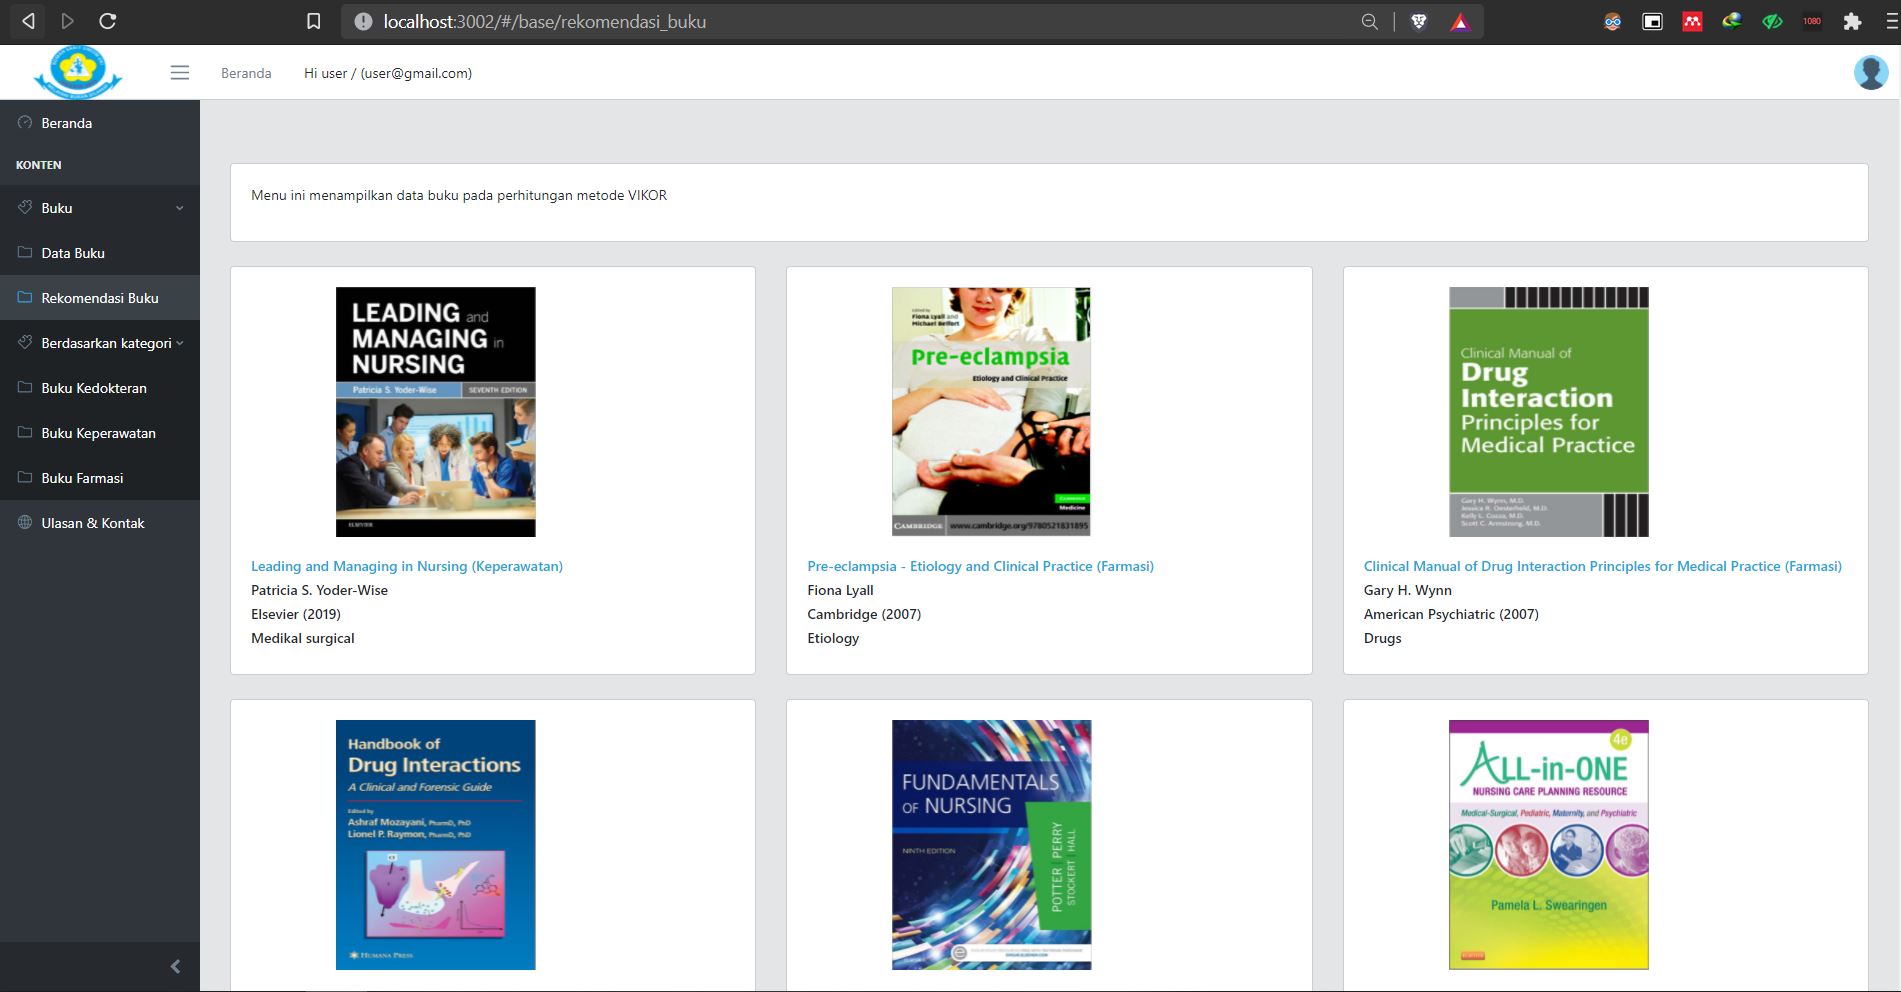 localhost:3002/#/base/rekomendasi_buku
1080
Beranda
Hi user / (user@gmail.com)
Beranda
KONTEN
Buku
Data Buku
Rekomendasi Buku
Berdasarkan kategori
Buku Kedokteran
Buku Keperawatan
Buku Farmasi
Ulasan & Kontak
Menu ini menampilkan data buku pada perhitungan metode VIKOR
LEADING and
MANAGING in
NURSING
Patricia S. Yoder-Wise
SEVENTH EDITION
ELSEVIER
Leading and Managing in Nursing (Keperawatan)
Patricia S. Yoder-Wise
Elsevier (2019)
Medikal surgical
Edited by
Fiona Lyall and
Michael Belfort
Pre-eclampsia
Etiology and Clinical Practice
CAMBRIDGE
Medicine
CAMBRIDGE www.cambridge.org/9780521831895
Pre-eclampsia - Etiology and Clinical Practice (Farmasi)
Fiona Lyall
Cambridge (2007)
Etiology
Clinical Manual of
Drug
Interaction
Principles for
Medical Practice
Gary H. Wynn, M.D.
Jessica R. Oesterheld, M.D.
Kelly L. Cozza, M.D.
Scott C. Armstrong, M.D.
Clinical Manual of Drug Interaction Principles for Medical Practice (Farmasi)
Gary H. Wynn
American Psychiatric (2007)
Drugs
Handbook of
Drug Interactions
A Clinical and Forensic Guide
Edited by
Ashraf Mozayani, PharmD, PhD
Lionel P. Raymon, PharmD, PhD
HUMANA PRESS
FUNDAMENTALS
OF NURSING
NINTH EDITION
POTTER | PERRY
STOCKERT | HALL
4e
ALL-in-ONE
NURSING CARE PLANNING RESOURCE
Medical-Surgical, Pediatric, Maternity, and Psychiatric
Pamela L. Swearingen